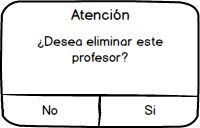 Atención
¿Desea eliminar este
profesor?
No
Si